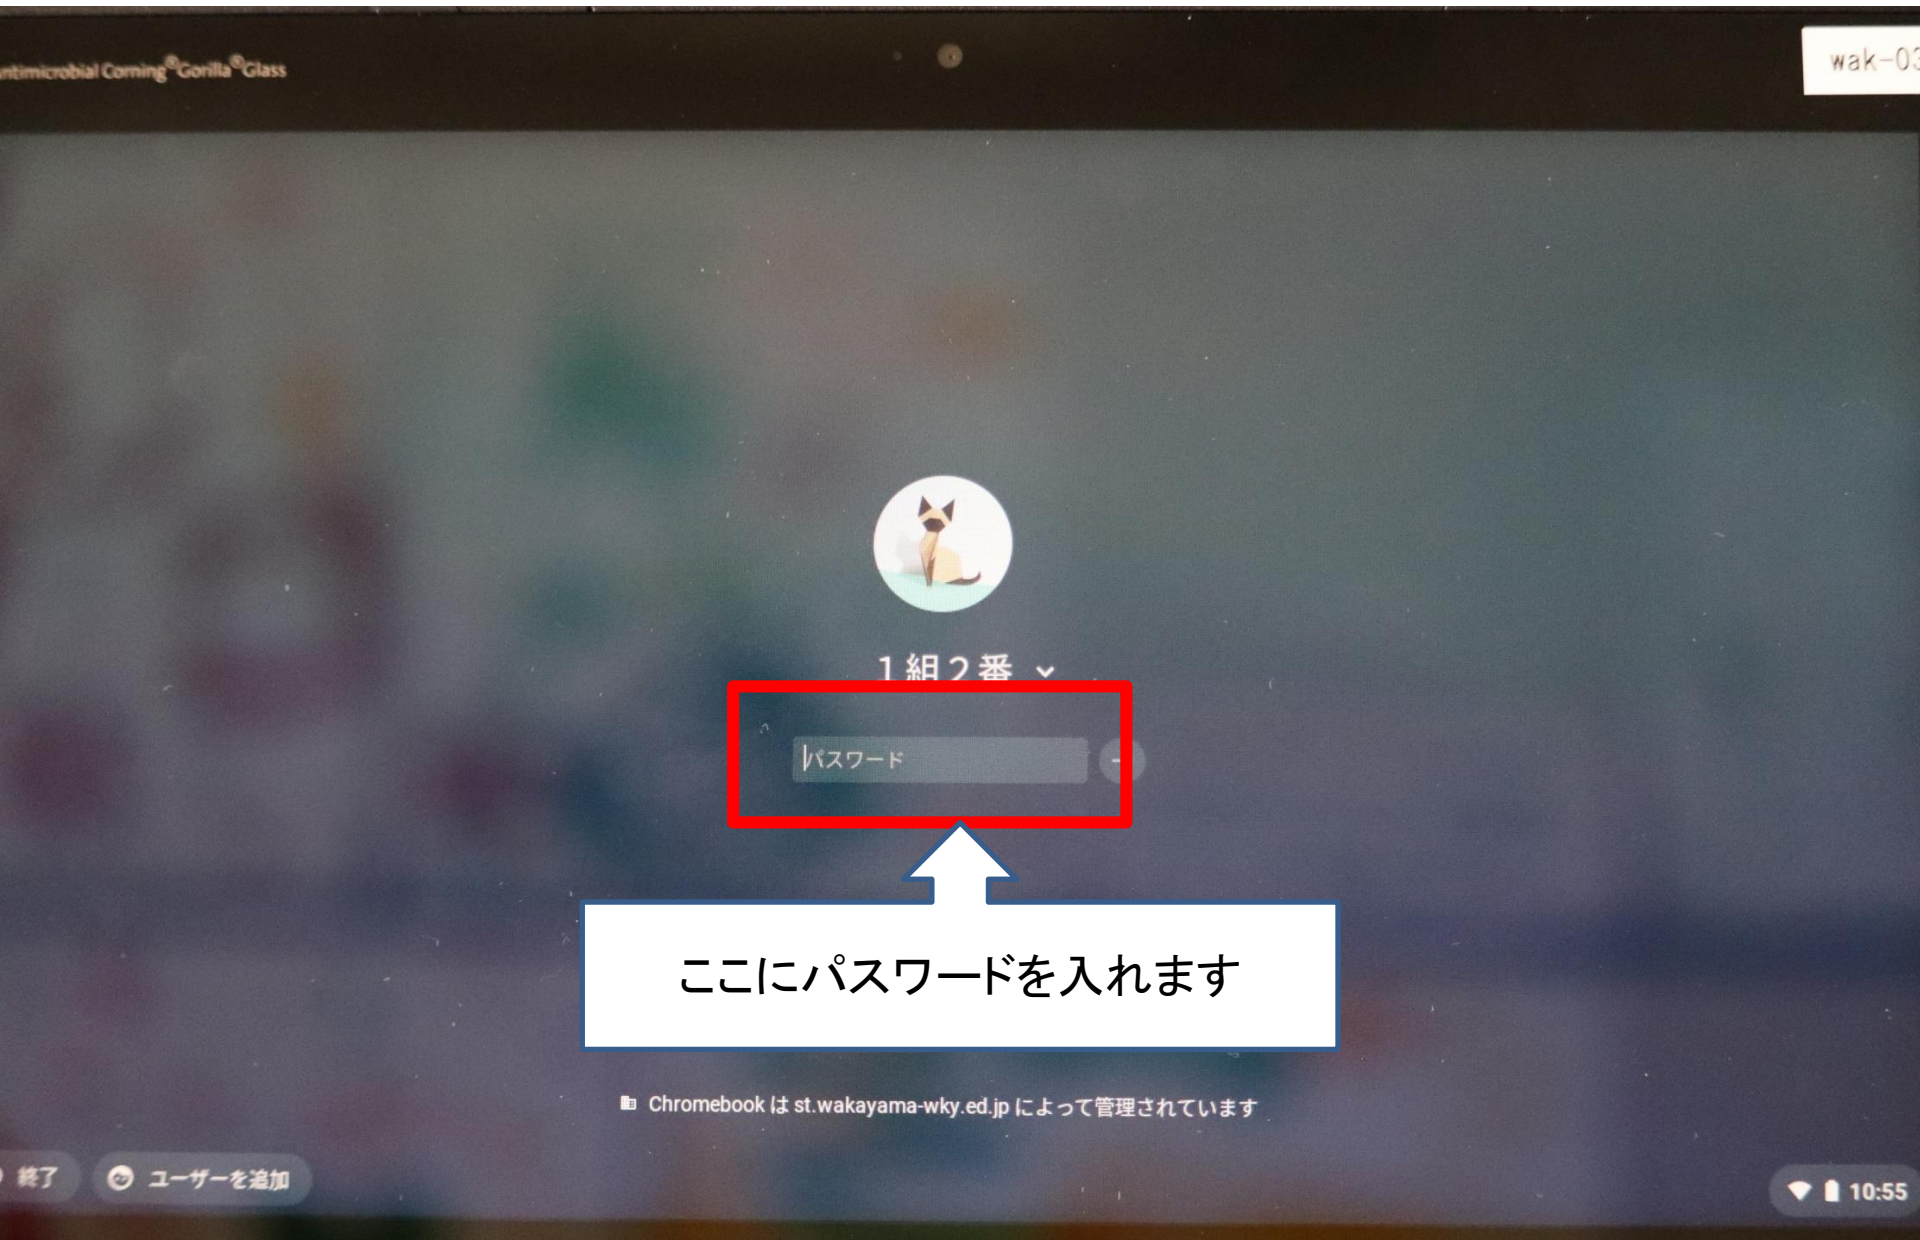 Antimicrobial Corning®Gorilla®Glass
wak-03
1組2番
パスワード
ここにパスワードを入れます
Chromebook は st.wakayama-wky.ed.jp によって管理されています
終了
ユーザーを追加
10:55